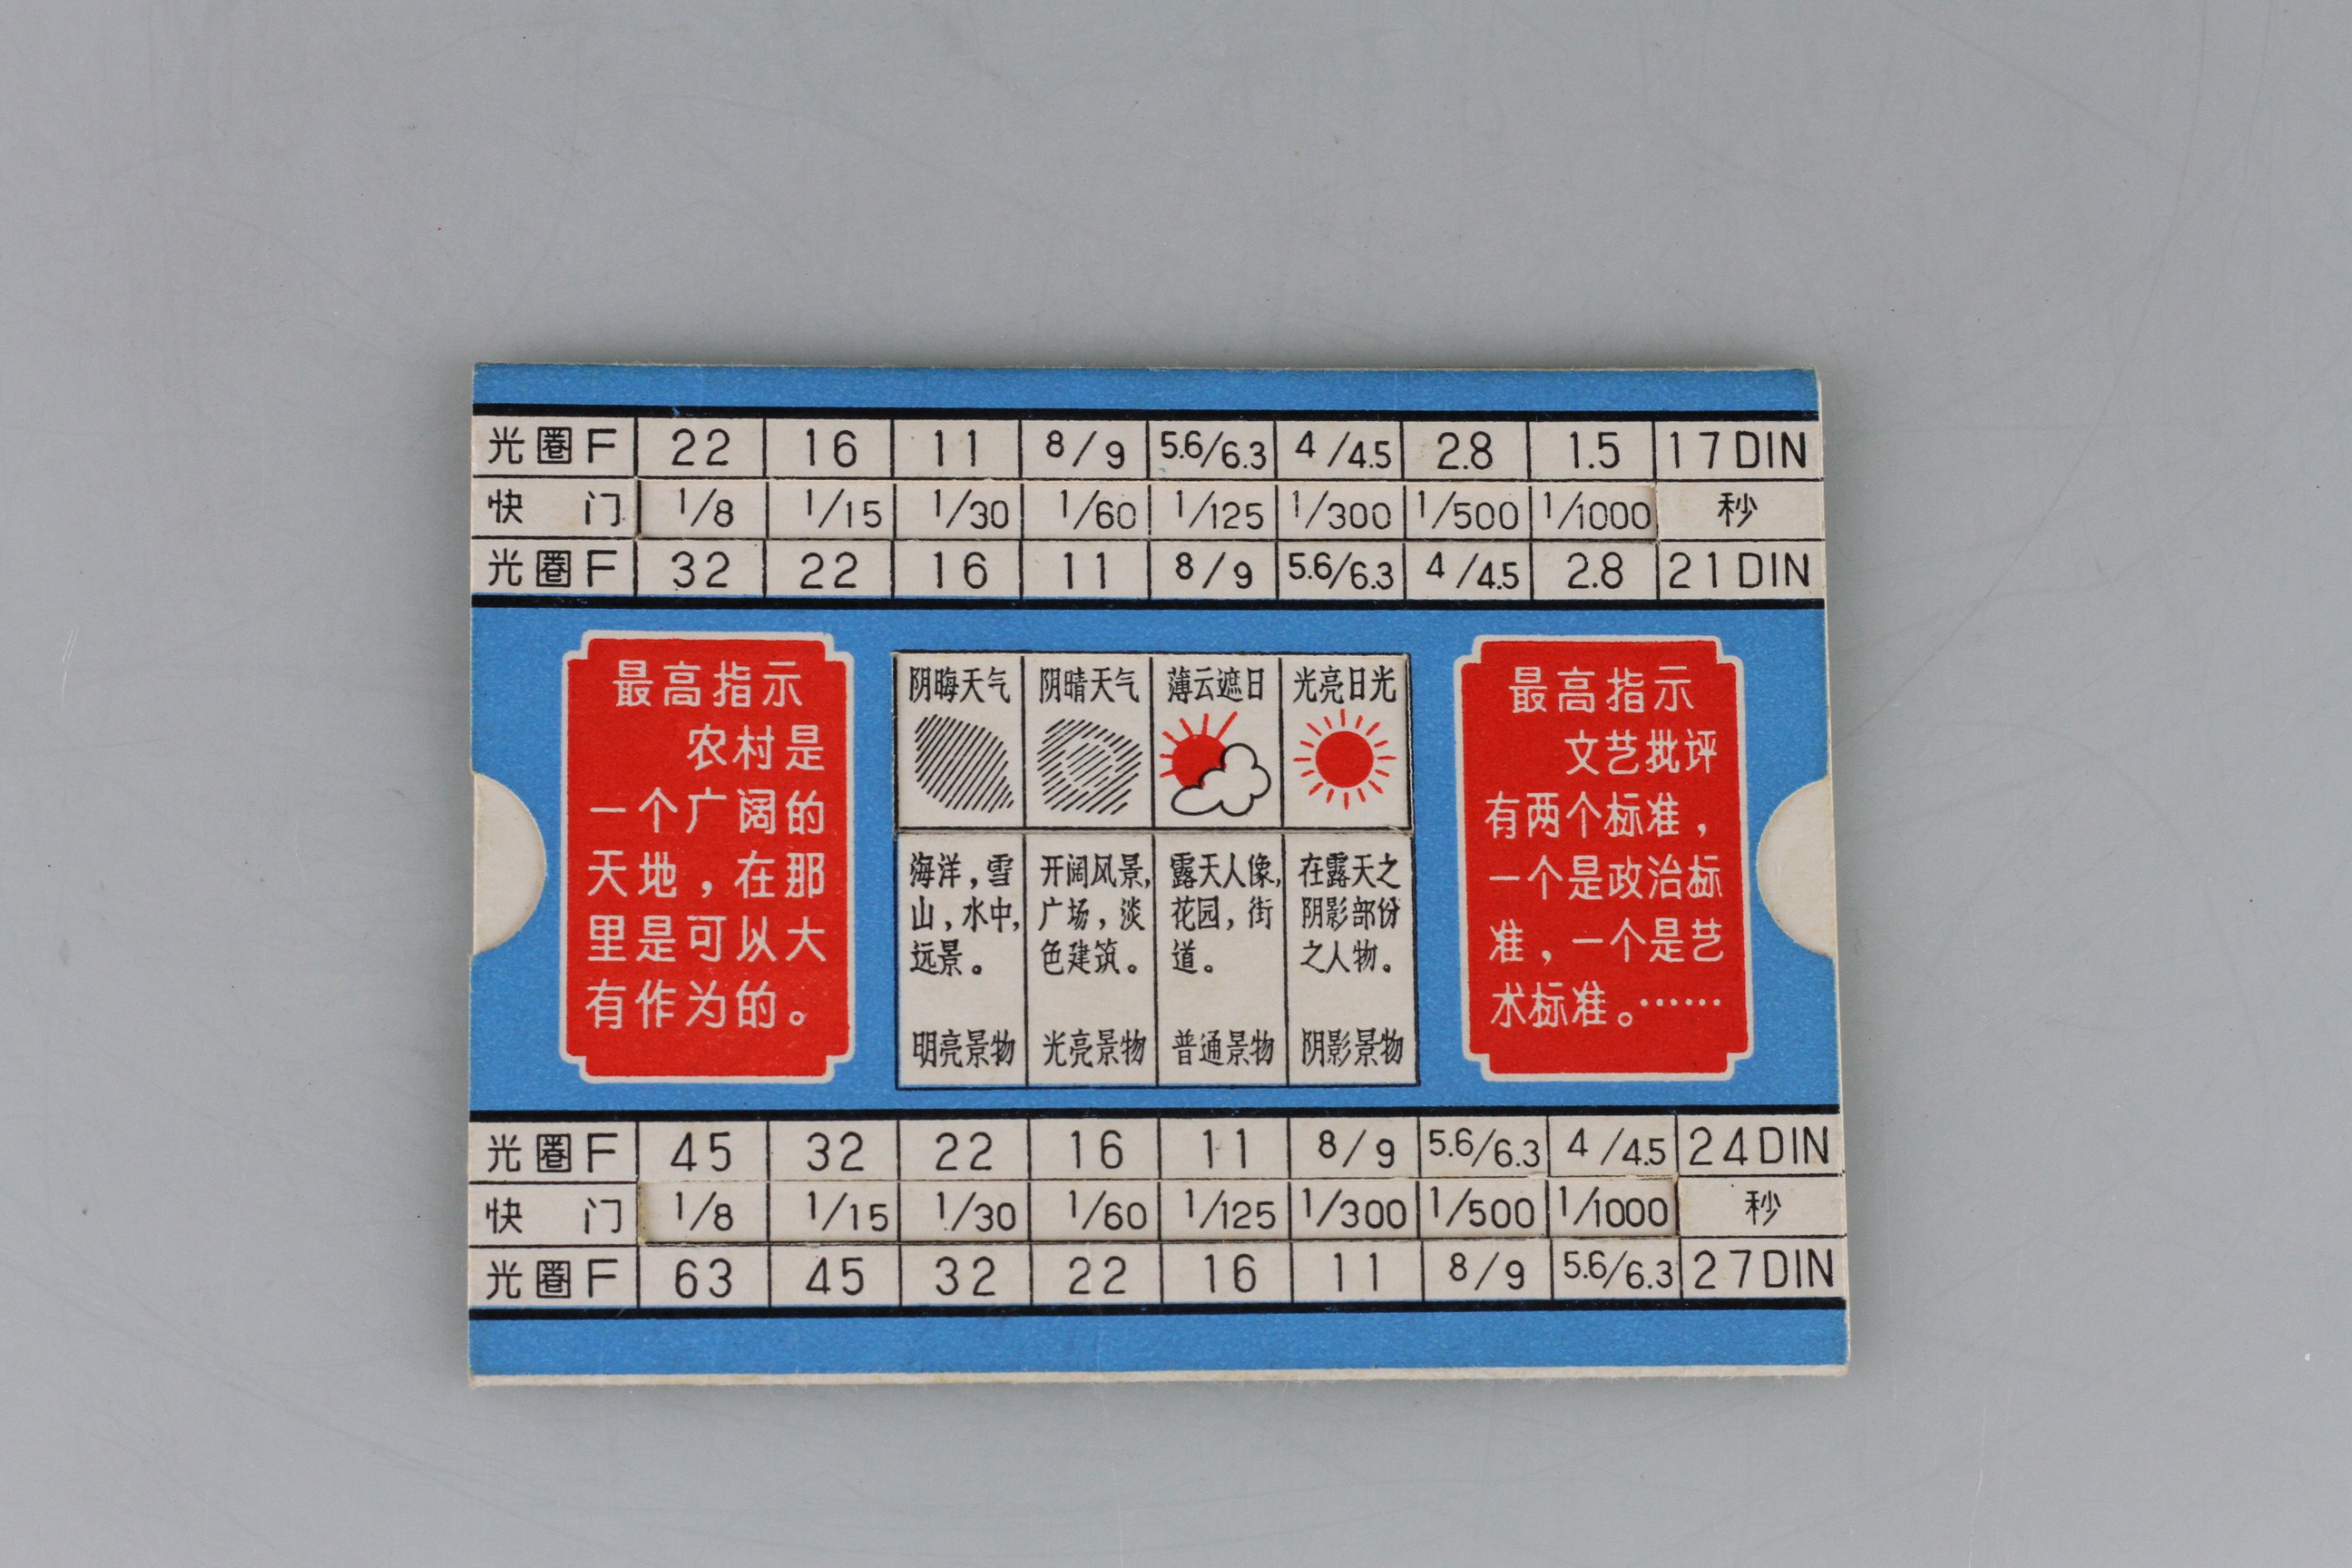 光圈F 22 16 11 8/9 5.6/6.3 4/4.5 2.8 1.5 17DIN
快门 1/8 1/15 1/30 1/60 1/125 1/300 1/500 1/1000 秒
光圈F 32 22 16 11 8/9 5.6/6.3 4/4.5 2.8 21DIN
最高指示
农村是
一个广阔的
天地，在那
里是可以大
有作为的。
阴晦天气 阴晴天气 薄云遮日 光亮日光
海洋，雪 开阔风景, 露天人像, 在露天之
山，水中, 广场，淡 花园，街 阴影部份
远景。 色建筑。 道。 之人物。
明亮景物 光亮景物 普通景物 阴影景物
最高指示
文艺批评
有两个标准，
一个是政治标
准，一个是艺
术标准。……
光圈F 45 32 22 16 11 8/9 5.6/6.3 4/4.5 24DIN
快门 1/8 1/15 1/30 1/60 1/125 1/300 1/500 1/1000 秒
光圈F 63 45 32 22 16 11 8/9 5.6/6.3 27DIN